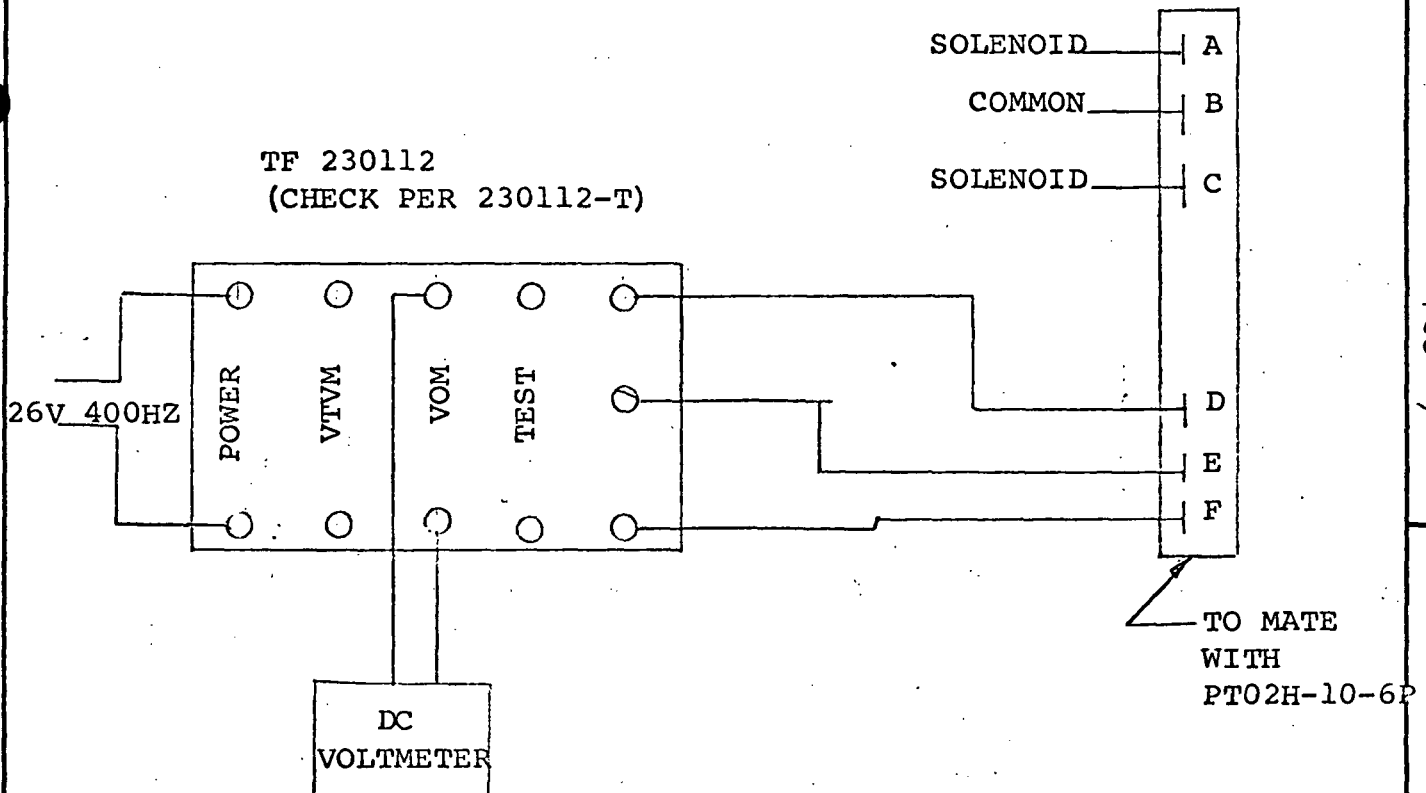 SOLENOID A
COMMON B
SOLENOID C
TF 230112
(CHECK PER 230112-T)
26V 400HZ
POWER
VTVM
VOM
TEST
D
E
F
TO MATE
WITH
PT02H-10-6P
DC
VOLTMETER